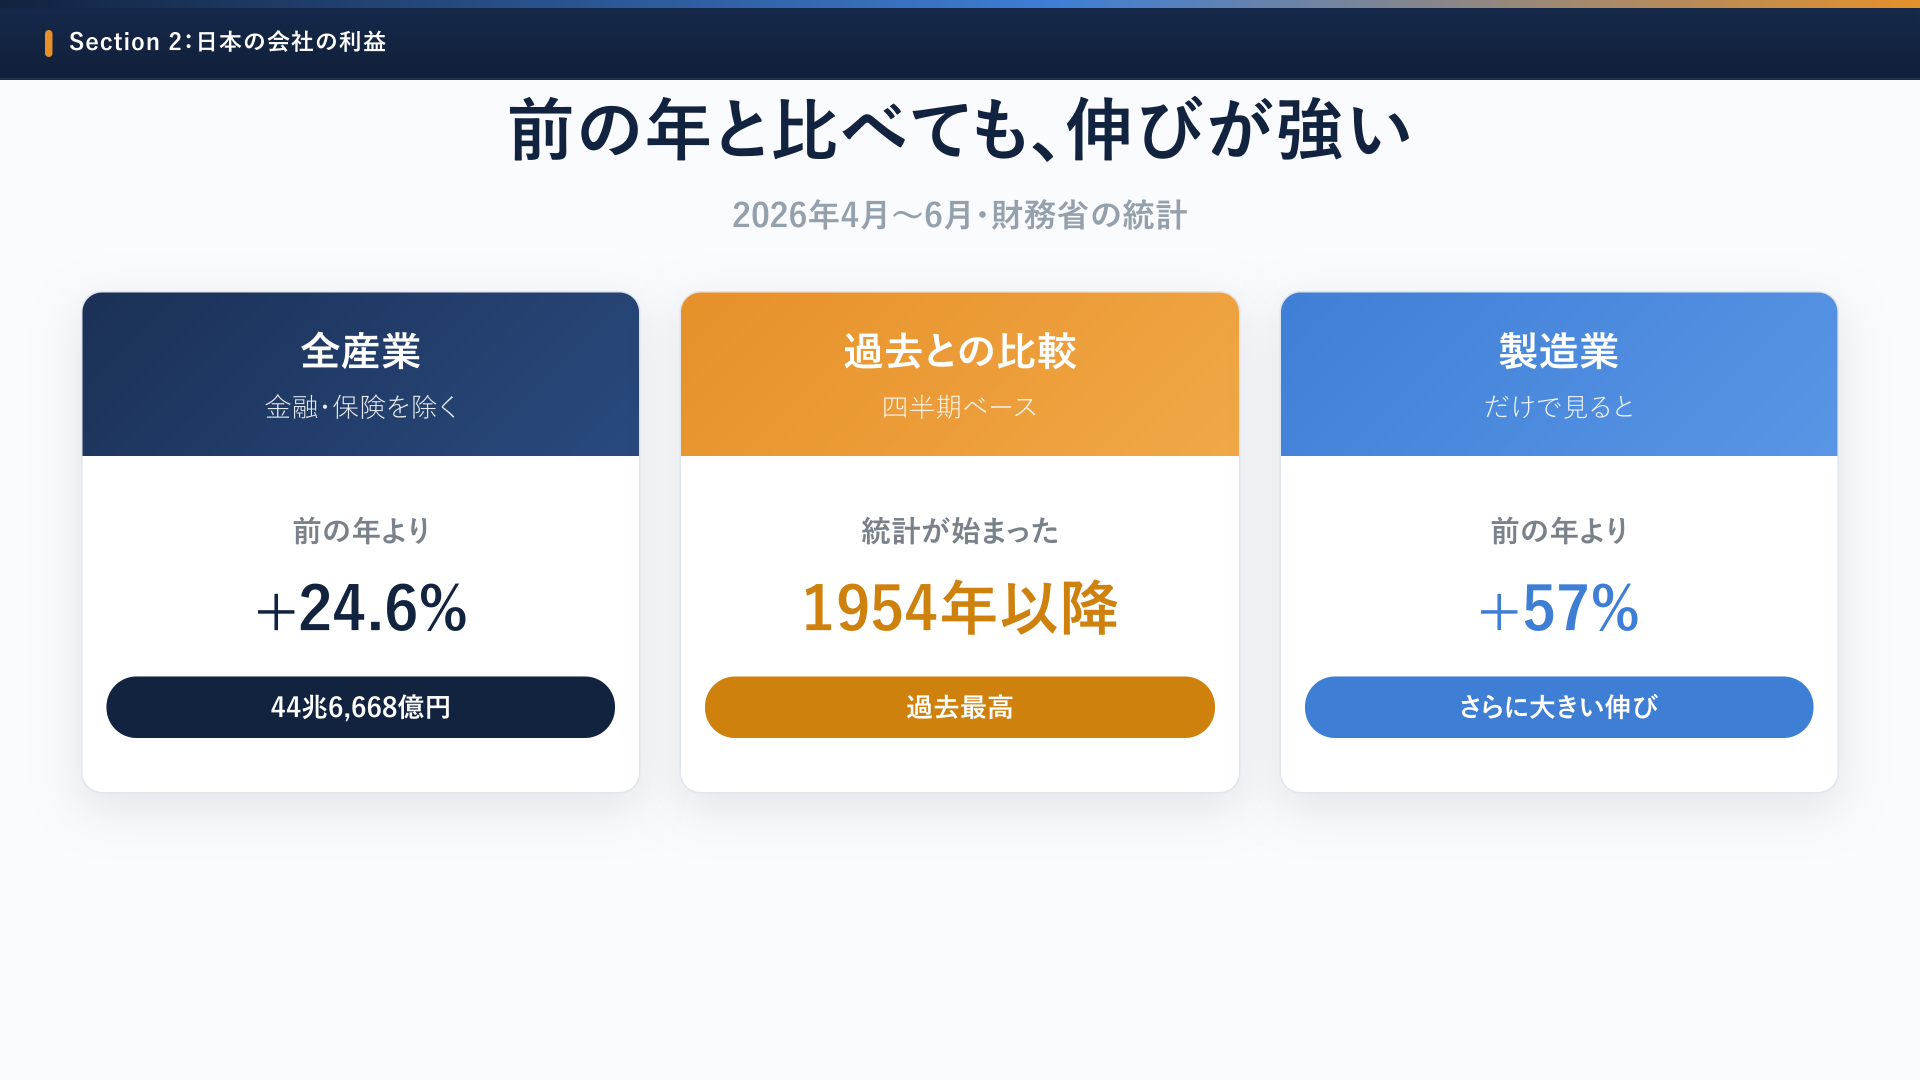 Section 2：日本の会社の利益
前の年と比べても、伸びが強い
2026年4月〜6月・財務省の統計
全産業
金融・保険を除く
前の年より
+24.6%
44兆6,668億円
過去との比較
四半期ベース
統計が始まった
1954年以降
過去最高
製造業
だけで見ると
前の年より
+57%
さらに大きい伸び